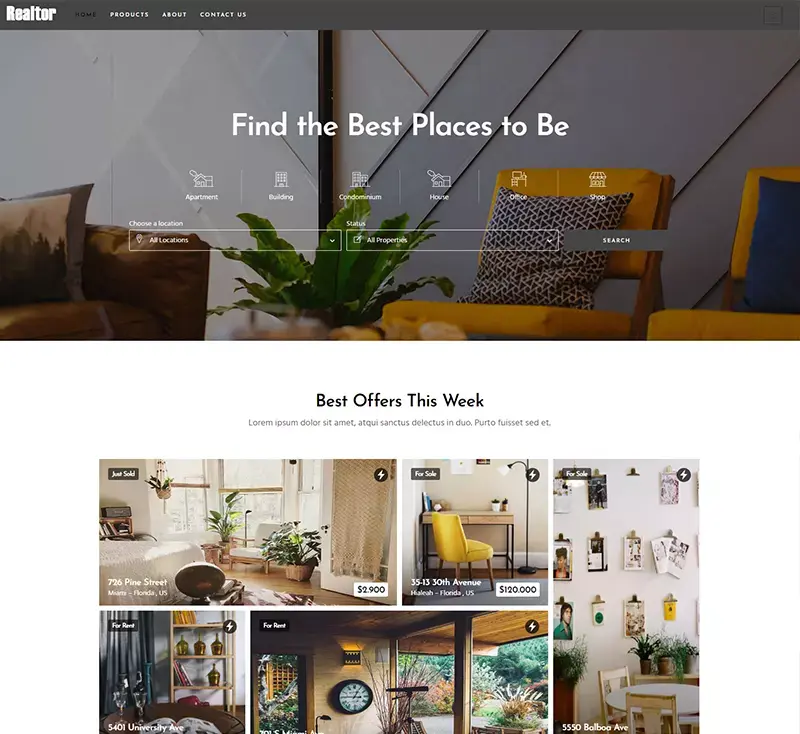 Realtor
HOME PRODUCTS ABOUT CONTACT US
Find the Best Places to Be
Apartment Building Condominium House Office Shop
Choose a location Status
All Locations All Properties SEARCH
Best Offers This Week
Lorem ipsum dolor sit amet, atqui sanctus delectus in duo. Purto fuisset sed et.
Just Sold
726 Pine Street
Miami – Florida , US
$2.900
For Sale
35-13 30th Avenue
Hialeah – Florida , US
$120.000
For Sale
5550 Balboa Ave
For Rent
5401 University Ave
For Rent
701 S Miami Ave